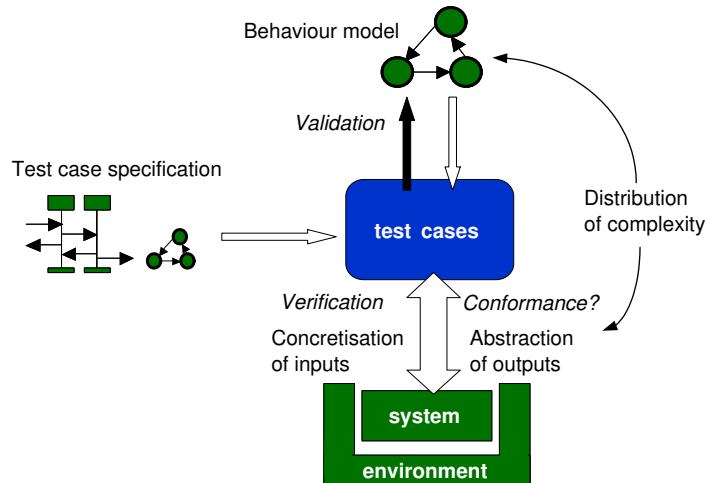 Behaviour model
Validation
Test case specification
Distribution
of complexity
test cases
Verification
Conformance?
Concretisation
of inputs
Abstraction
of outputs
system
environment